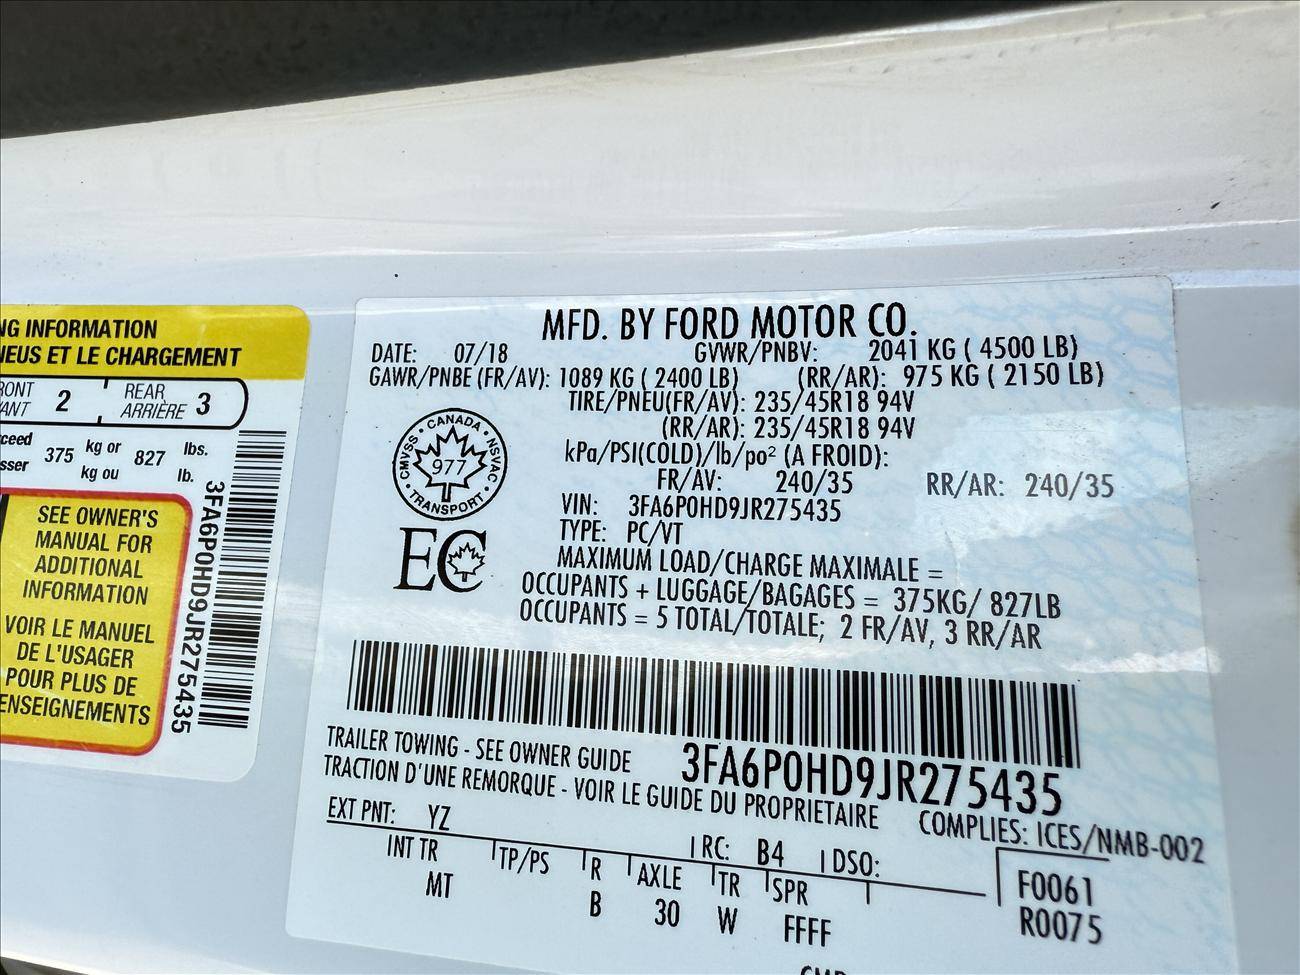 NG INFORMATION
NEUS ET LE CHARGEMENT
RONT
VANT 2
REAR
ARRIÈRE 3
375 kg or 827 lbs.
kg ou lb.
3FA6P0HD9JR275435
SEE OWNER'S
MANUAL FOR
ADDITIONAL
INFORMATION
VOIR LE MANUEL
DE L'USAGER
POUR PLUS DE
ENSEIGNEMENTS
MFD. BY FORD MOTOR CO.
DATE: 07/18 GVWR/PNBV: 2041 KG ( 4500 LB)
GAWR/PNBE (FR/AV): 1089 KG ( 2400 LB) (RR/AR): 975 KG ( 2150 LB)
TIRE/PNEU(FR/AV): 235/45R18 94V
(RR/AR): 235/45R18 94V
kPa/PSI(COLD)/lb/po² (A FROID):
FR/AV: 240/35 RR/AR: 240/35
VIN: 3FA6P0HD9JR275435
TYPE: PC/VT
MAXIMUM LOAD/CHARGE MAXIMALE =
OCCUPANTS + LUGGAGE/BAGAGES = 375KG/ 827LB
OCCUPANTS = 5 TOTAL/TOTALE; 2 FR/AV, 3 RR/AR
CANADA • NSVAC • TRANSPORT • CMVSS •
977
EC
3FA6P0HD9JR275435
TRAILER TOWING - SEE OWNER GUIDE
TRACTION D'UNE REMORQUE - VOIR LE GUIDE DU PROPRIETAIRE
COMPLIES: ICES/NMB-002
EXT PNT: YZ RC: B4 DSO:
INT TR TP/PS R AXLE TR SPR
MT B 30 W FFFF
F0061
R0075